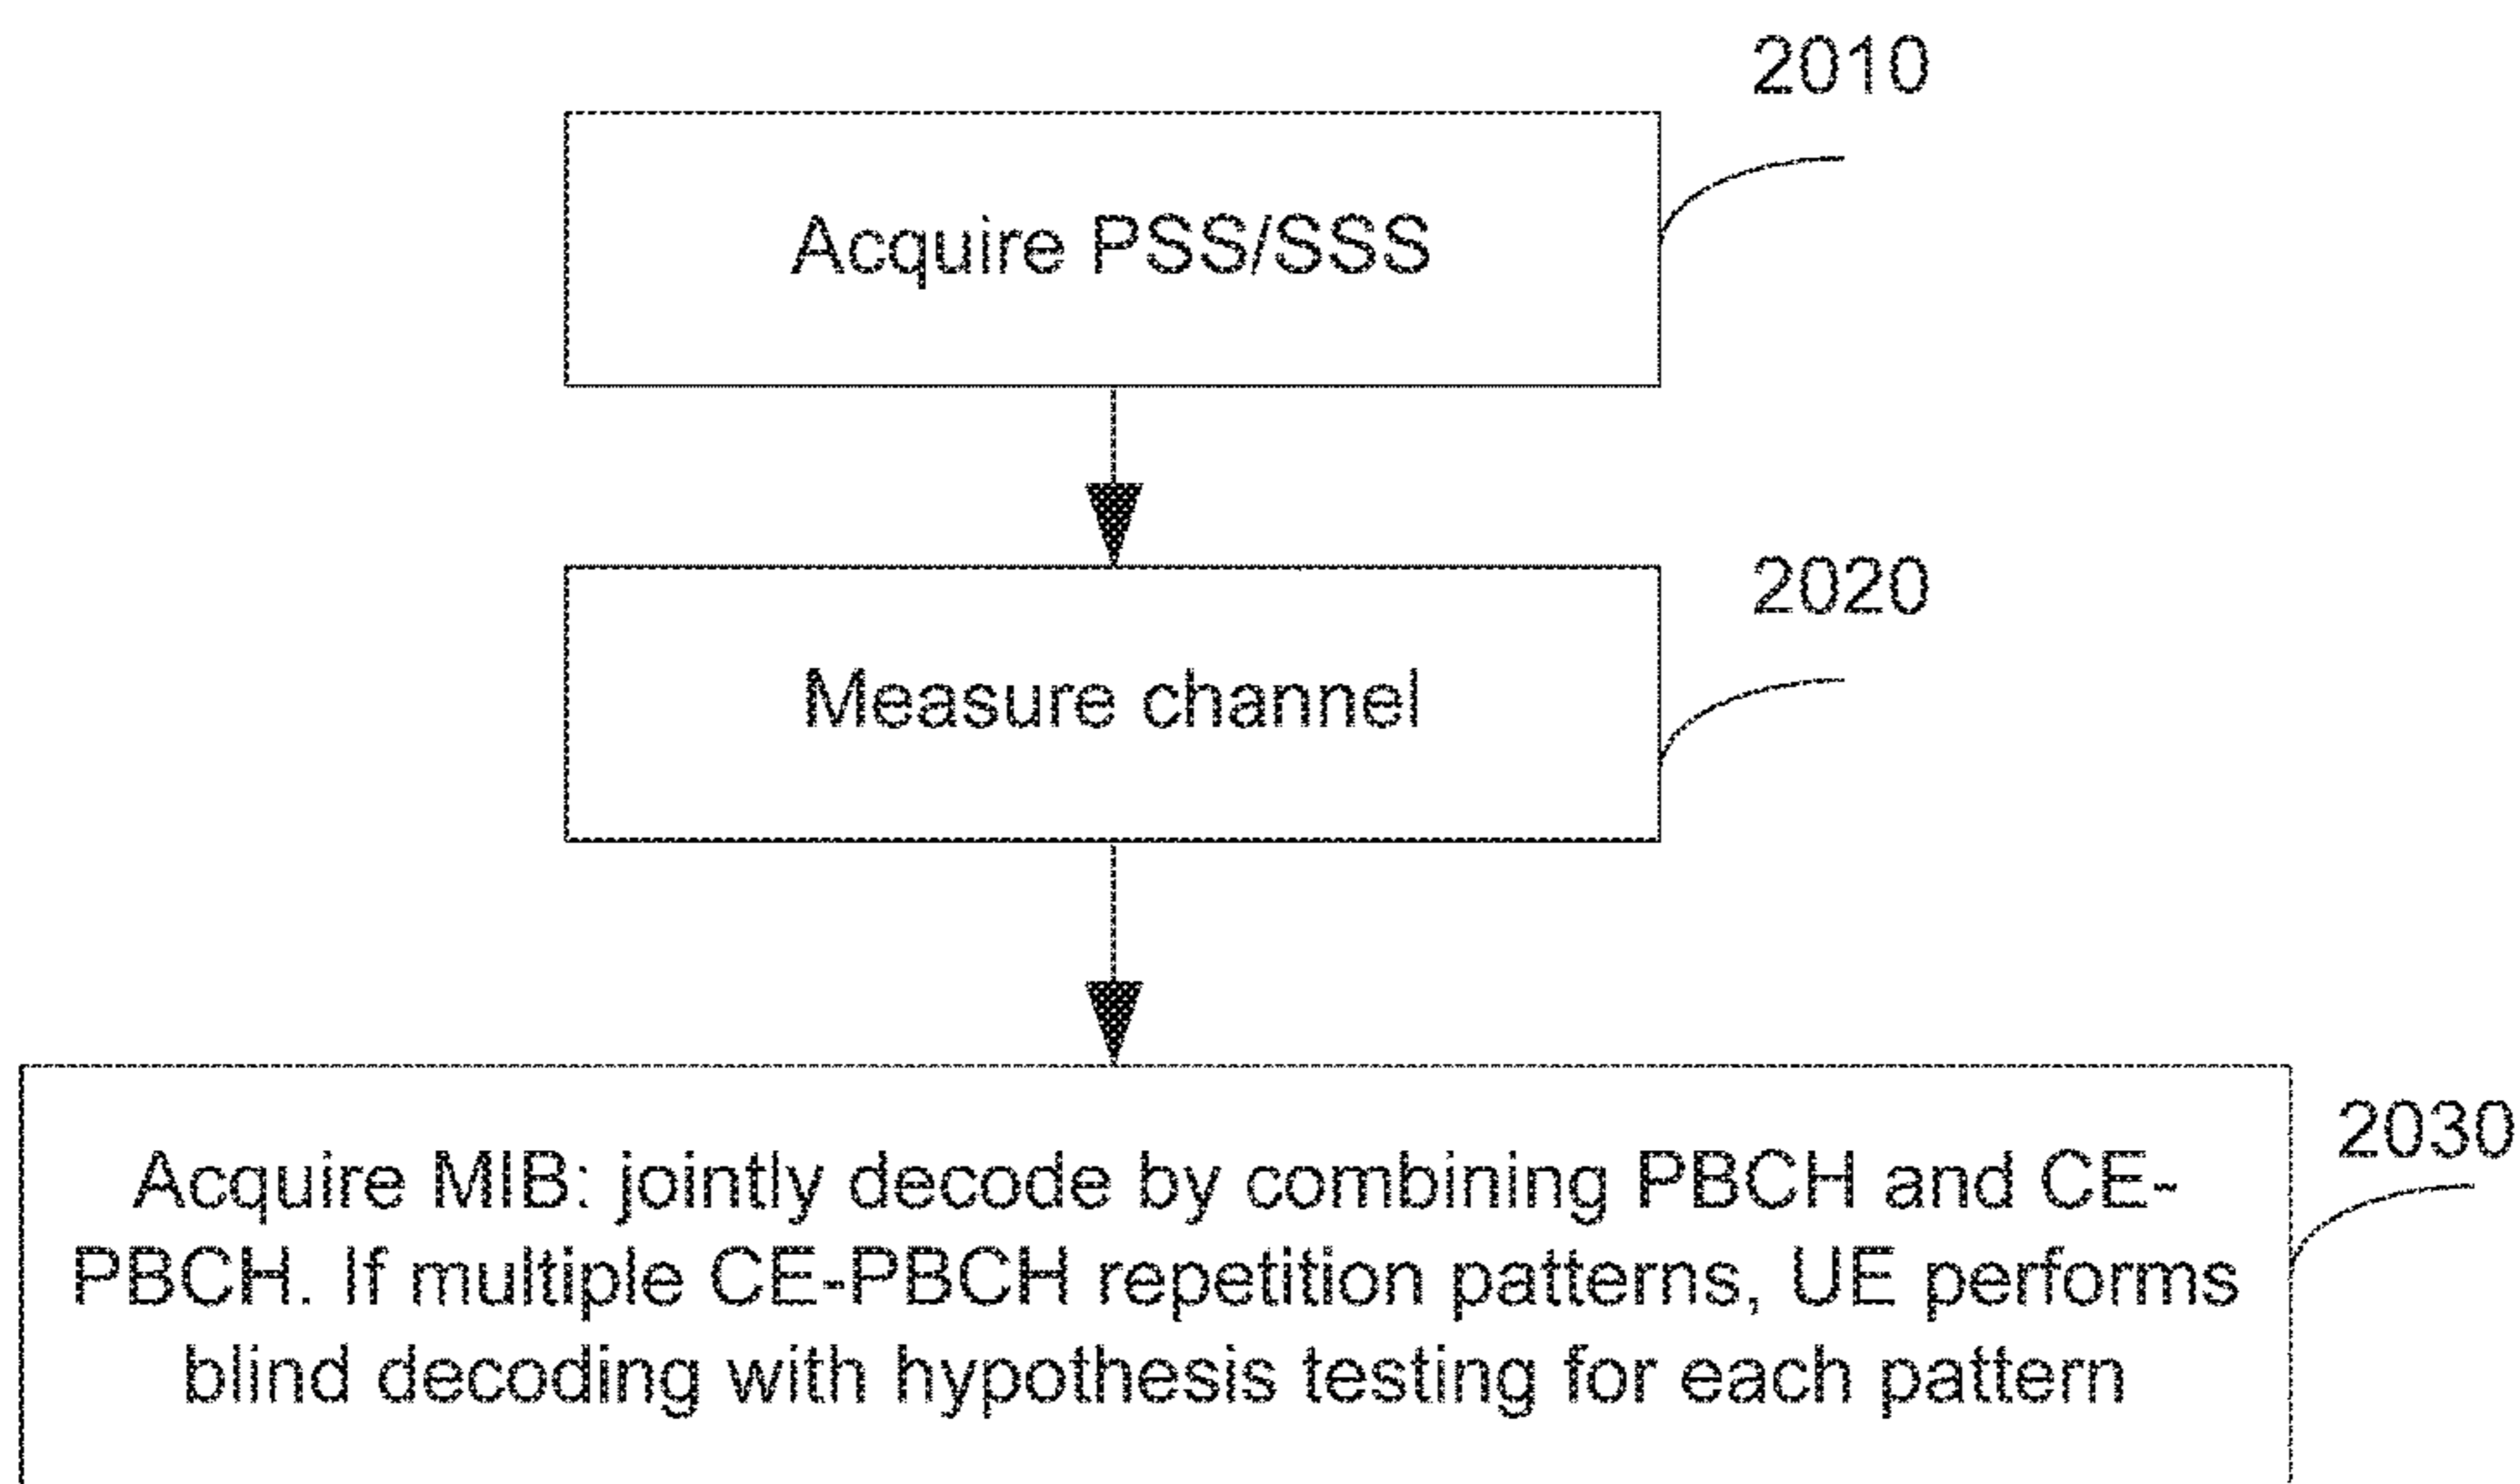 2010
Acquire PSS/SSS
2020
Measure channel
2030
Acquire MIB: jointly decode by combining PBCH and CE-
PBCH. If multiple CE-PBCH repetition patterns, UE performs
blind decoding with hypothesis testing for each pattern